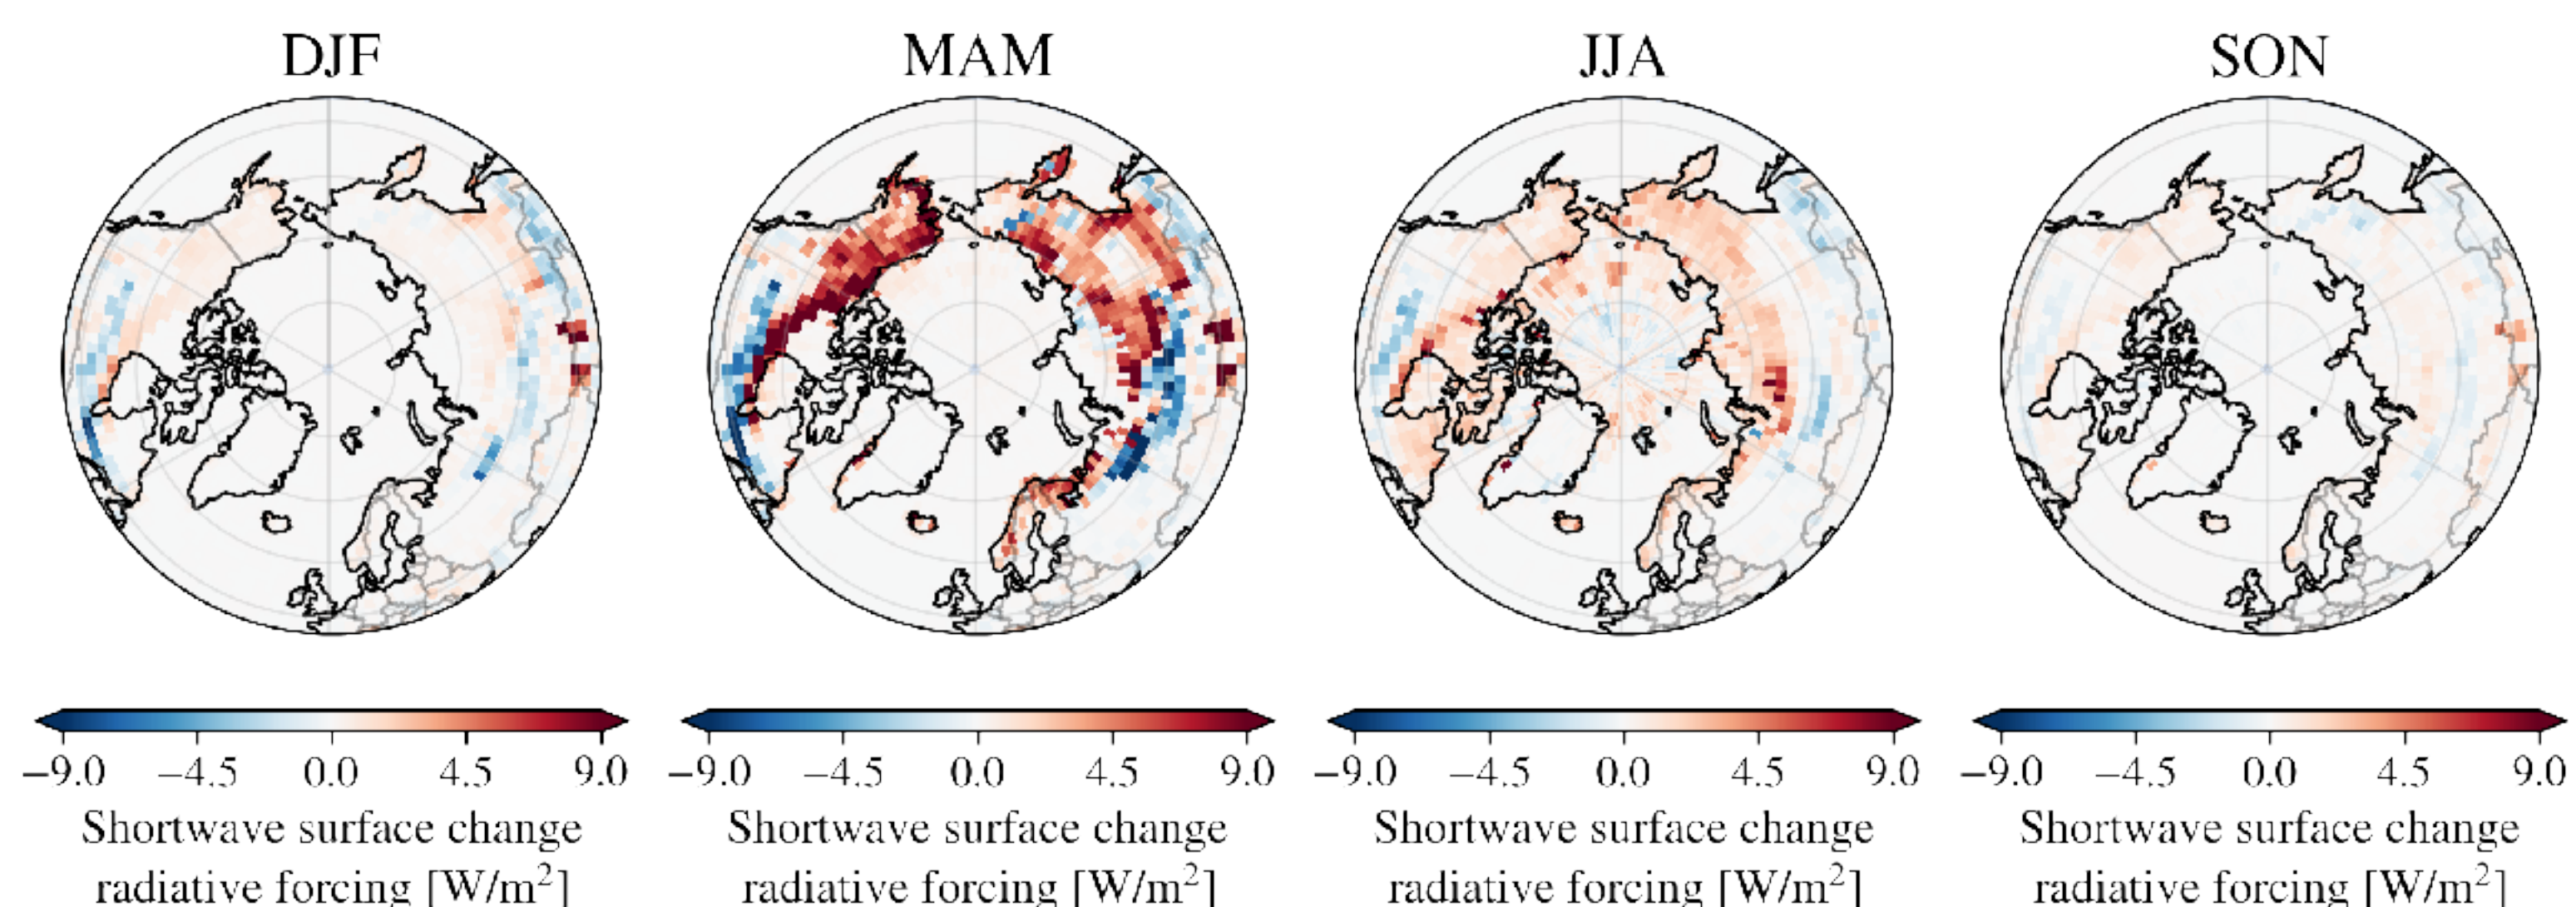 DJF
MAM
JJA
SON
−9.0 −4.5 0.0 4.5 9.0
Shortwave surface change
radiative forcing [W/m²]
−9.0 −4.5 0.0 4.5 9.0
Shortwave surface change
radiative forcing [W/m²]
−9.0 −4.5 0.0 4.5 9.0
Shortwave surface change
radiative forcing [W/m²]
−9.0 −4.5 0.0 4.5 9.0
Shortwave surface change
radiative forcing [W/m²]